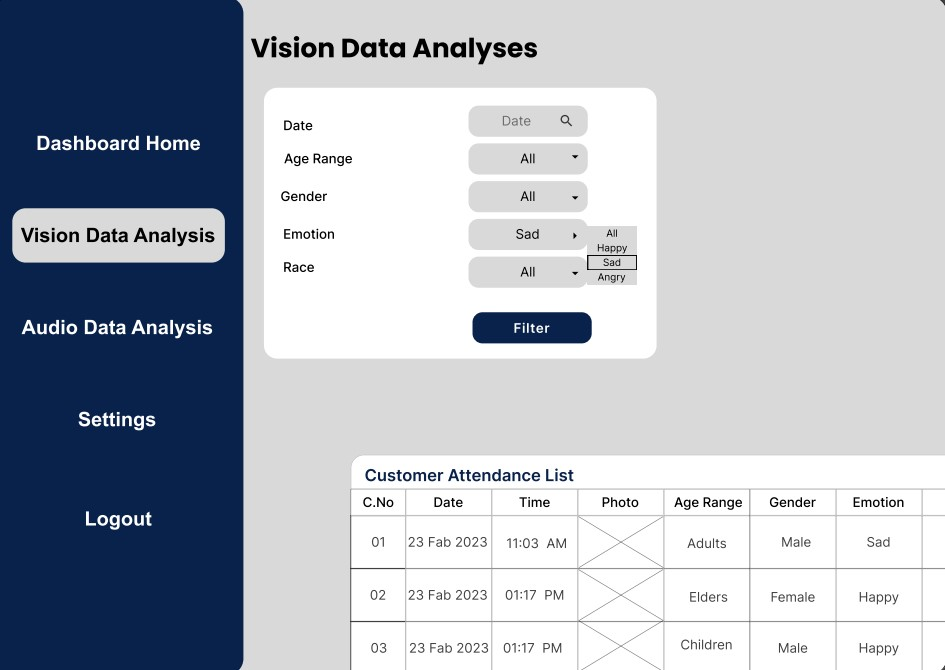 Vision Data Analyses
Dashboard Home
Vision Data Analysis
Audio Data Analysis
Settings
Logout
Date Date
Age Range All
Gender All
Emotion Sad
Race All
All
Happy
Sad
Angry
Filter
Customer Attendance List
C.No Date Time Photo Age Range Gender Emotion
01 23 Fab 2023 11:03 AM Adults Male Sad
02 23 Fab 2023 01:17 PM Elders Female Happy
03 23 Fab 2023 01:17 PM Children Male Happy